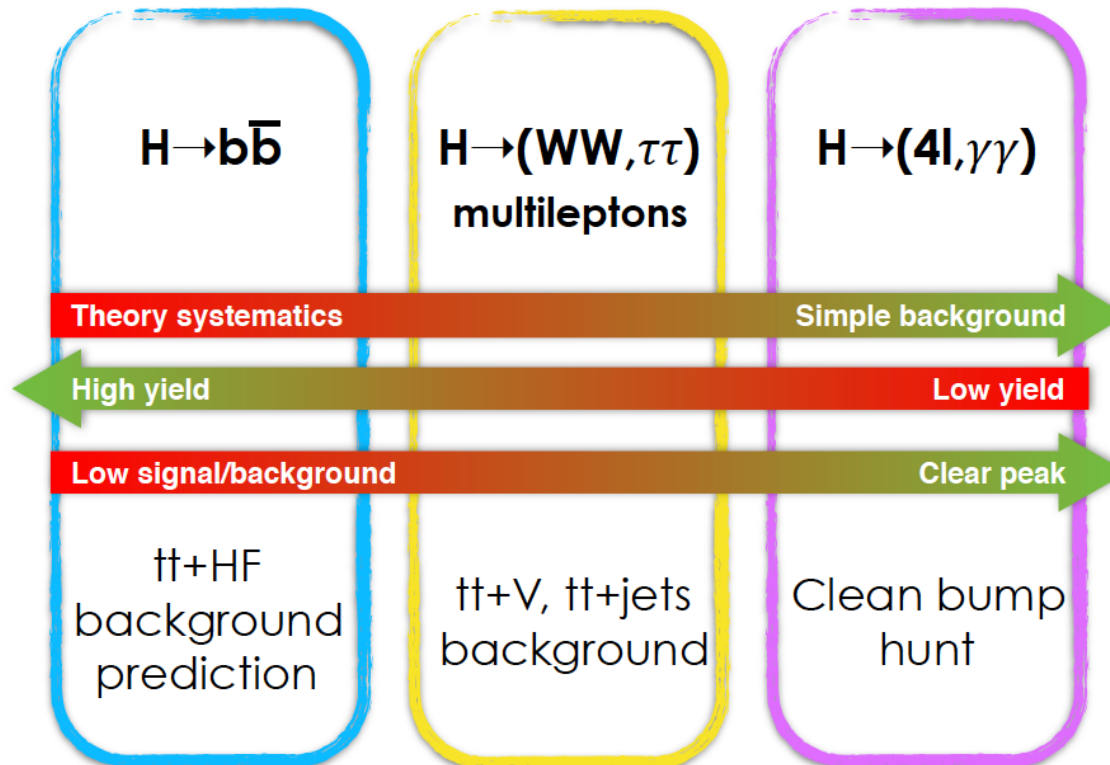 H→bb̅
H→(WW,ττ)
multileptons
H→(4l,γγ)
Theory systematics
Simple background
High yield
Low yield
Low signal/background
Clear peak
tt+HF
background
prediction
tt+V, tt+jets
background
Clean bump
hunt